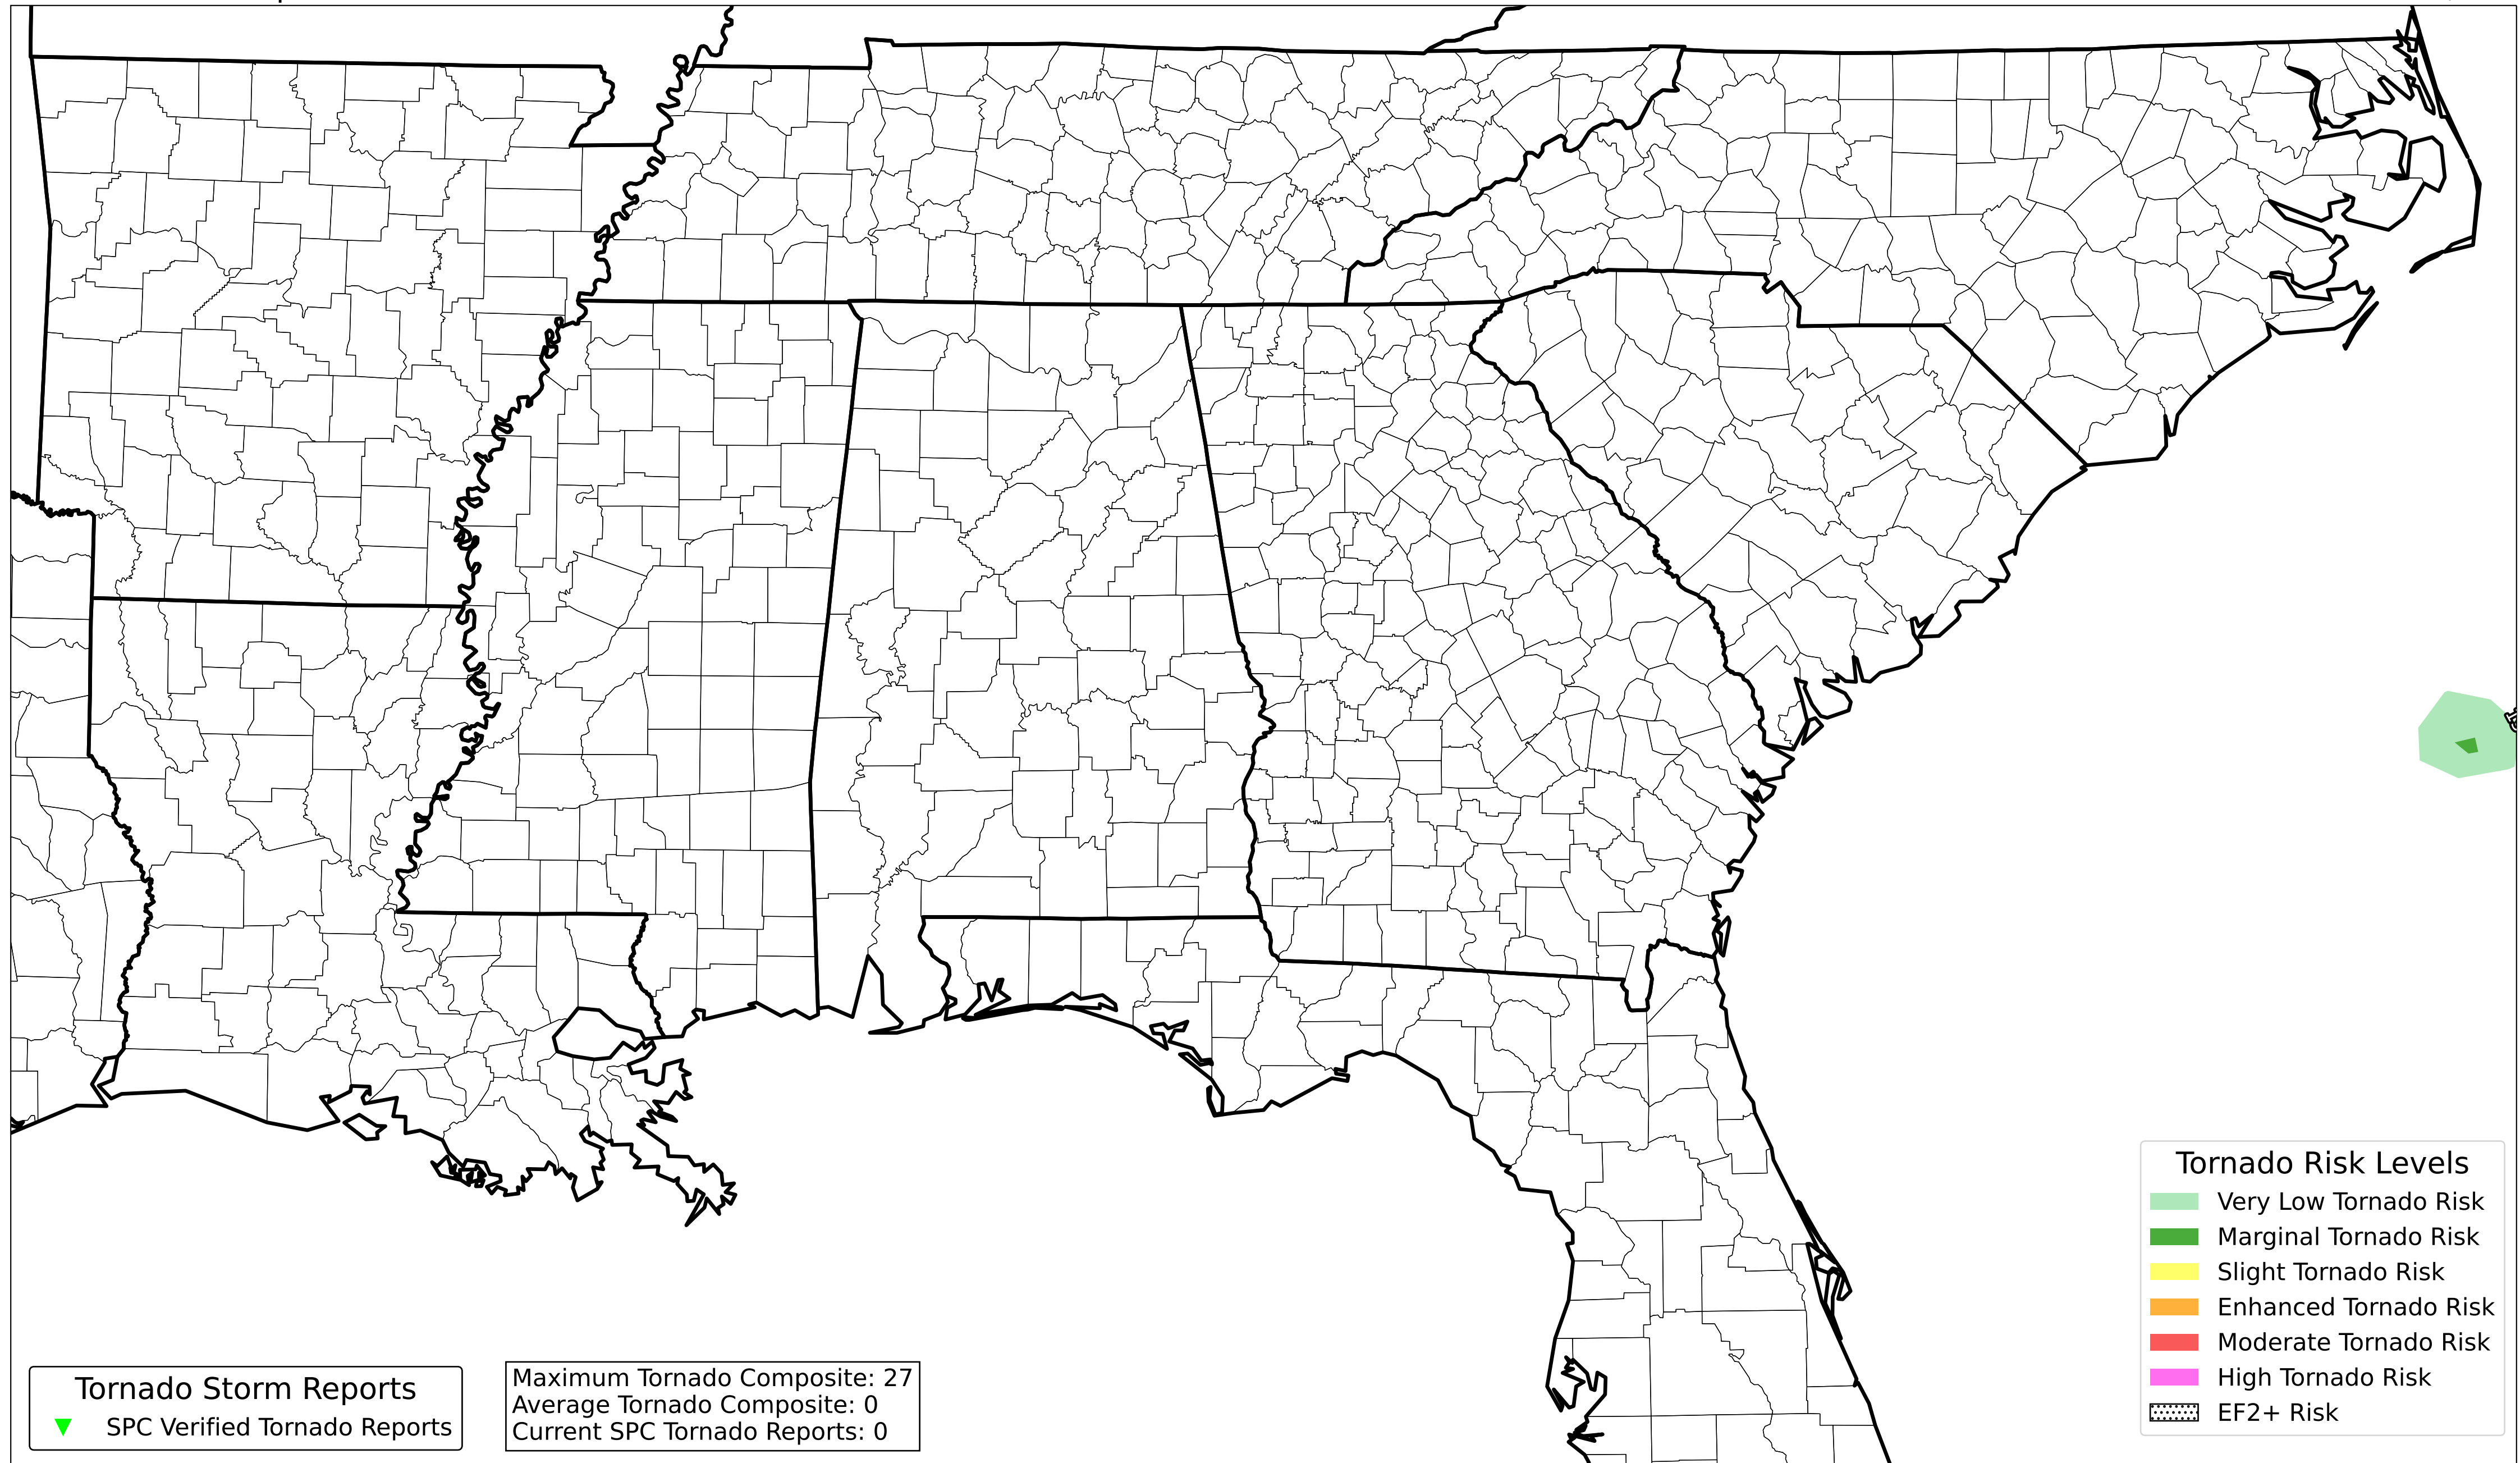 Tornado Risk Levels
Very Low Tornado Risk
Marginal Tornado Risk
Slight Tornado Risk
Enhanced Tornado Risk
Moderate Tornado Risk
High Tornado Risk
EF2+ Risk
Tornado Storm Reports
SPC Verified Tornado Reports
Maximum Tornado Composite: 27
Average Tornado Composite: 0
Current SPC Tornado Reports: 0